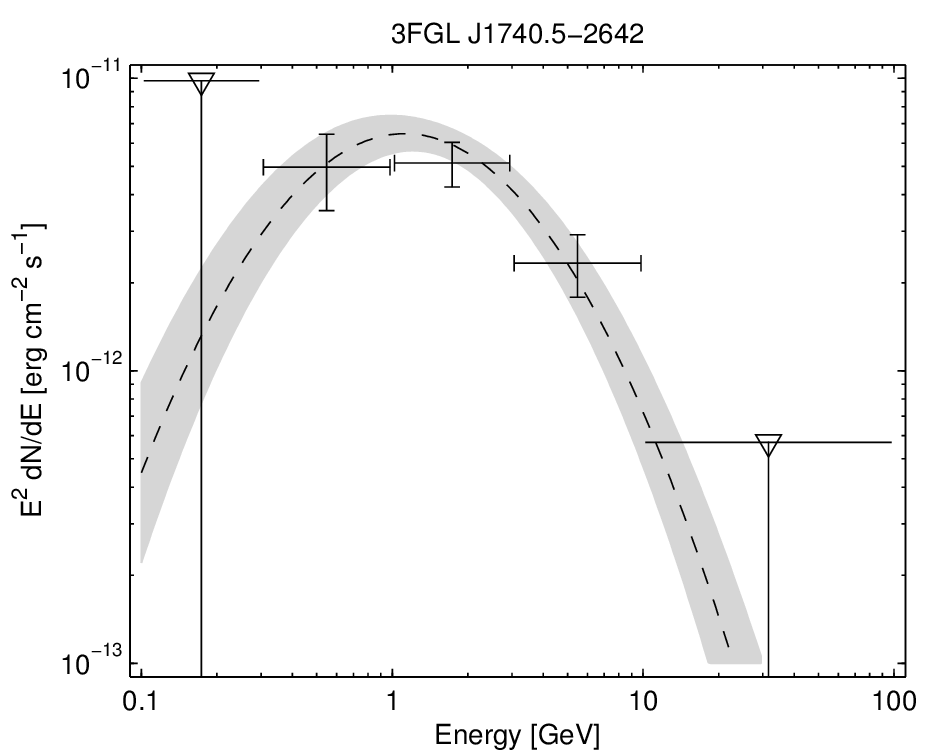 3FGL J1740.5−2642
10⁻¹¹
10⁻¹²
10⁻¹³
E² dN/dE [erg cm⁻² s⁻¹]
0.1 1 10 100
Energy [GeV]